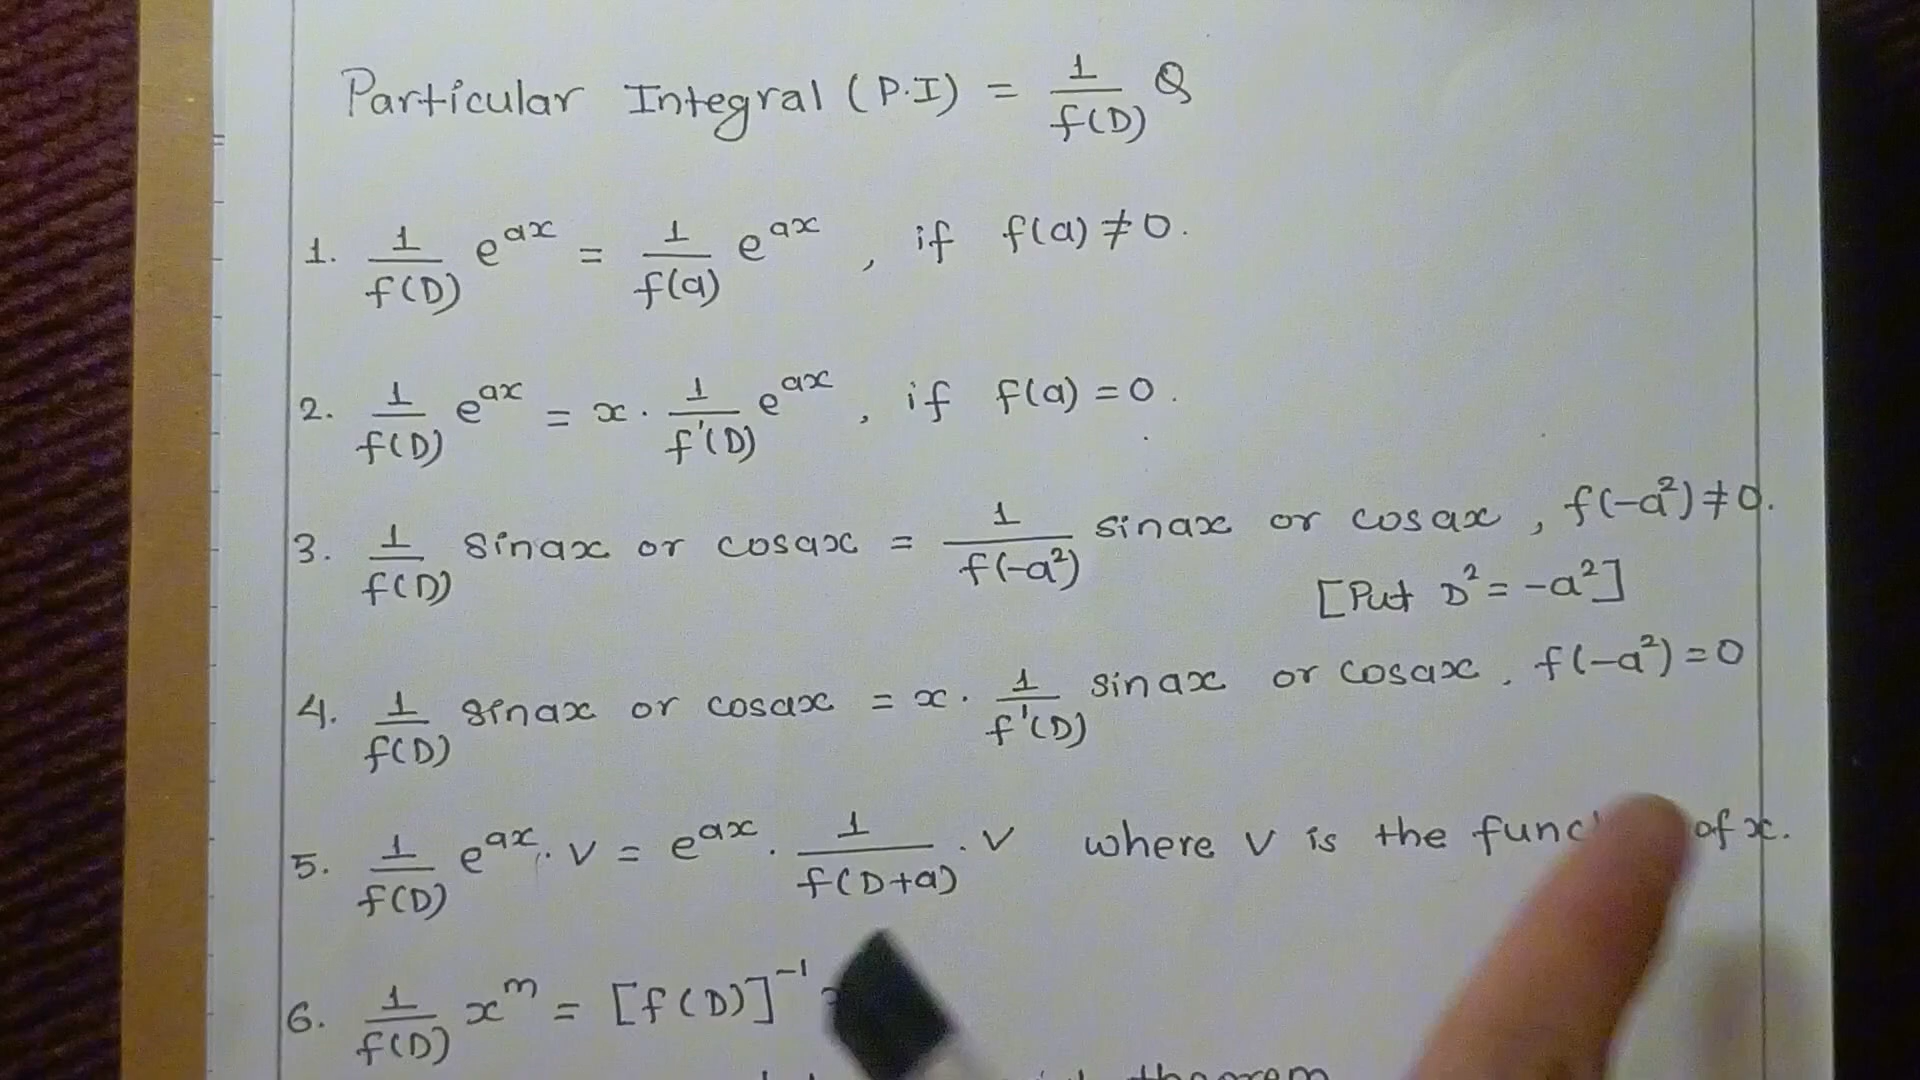 Particular Integral (P.I) = 1/f(D) Q
1. 1/f(D) e^ax = 1/f(a) e^ax , if f(a) ≠ 0.
2. 1/f(D) e^ax = x · 1/f'(D) e^ax , if f(a) = 0.
3. 1/f(D) sinax or cosax = 1/f(-a²) sinax or cosax , f(-a²) ≠ 0.
[Put D² = -a²]
4. 1/f(D) sinax or cosax = x · 1/f'(D) sinax or cosax , f(-a²) = 0
5. 1/f(D) e^ax · V = e^ax · 1/f(D+a) · V where V is the of x.
6. 1/f(D) x^m = [f(D)]^-1
theorem